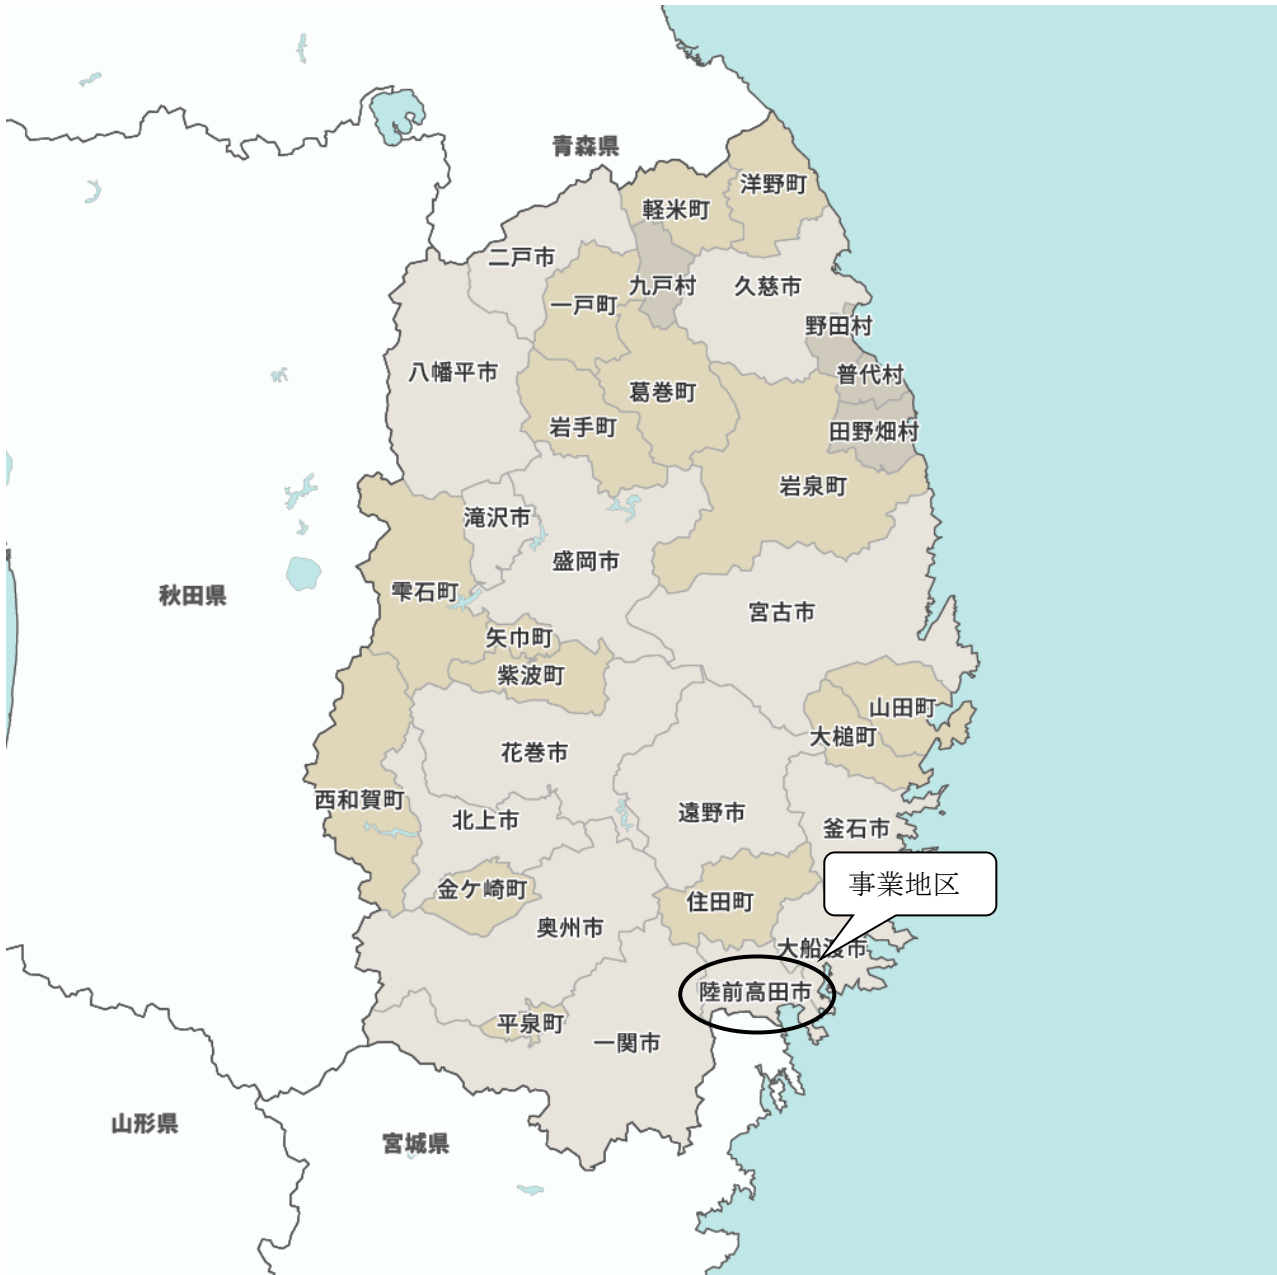 青森県
洋野町
軽米町
二戸市
九戸村
久慈市
一戸町
野田村
八幡平市
普代村
葛巻町
岩手町
田野畑村
岩泉町
滝沢市
盛岡市
雫石町
秋田県
宮古市
矢巾町
紫波町
山田町
大槌町
花巻市
西和賀町
遠野市
北上市
釜石市
事業地区
金ケ崎町
住田町
奥州市
大船渡市
陸前高田市
平泉町
一関市
山形県
宮城県